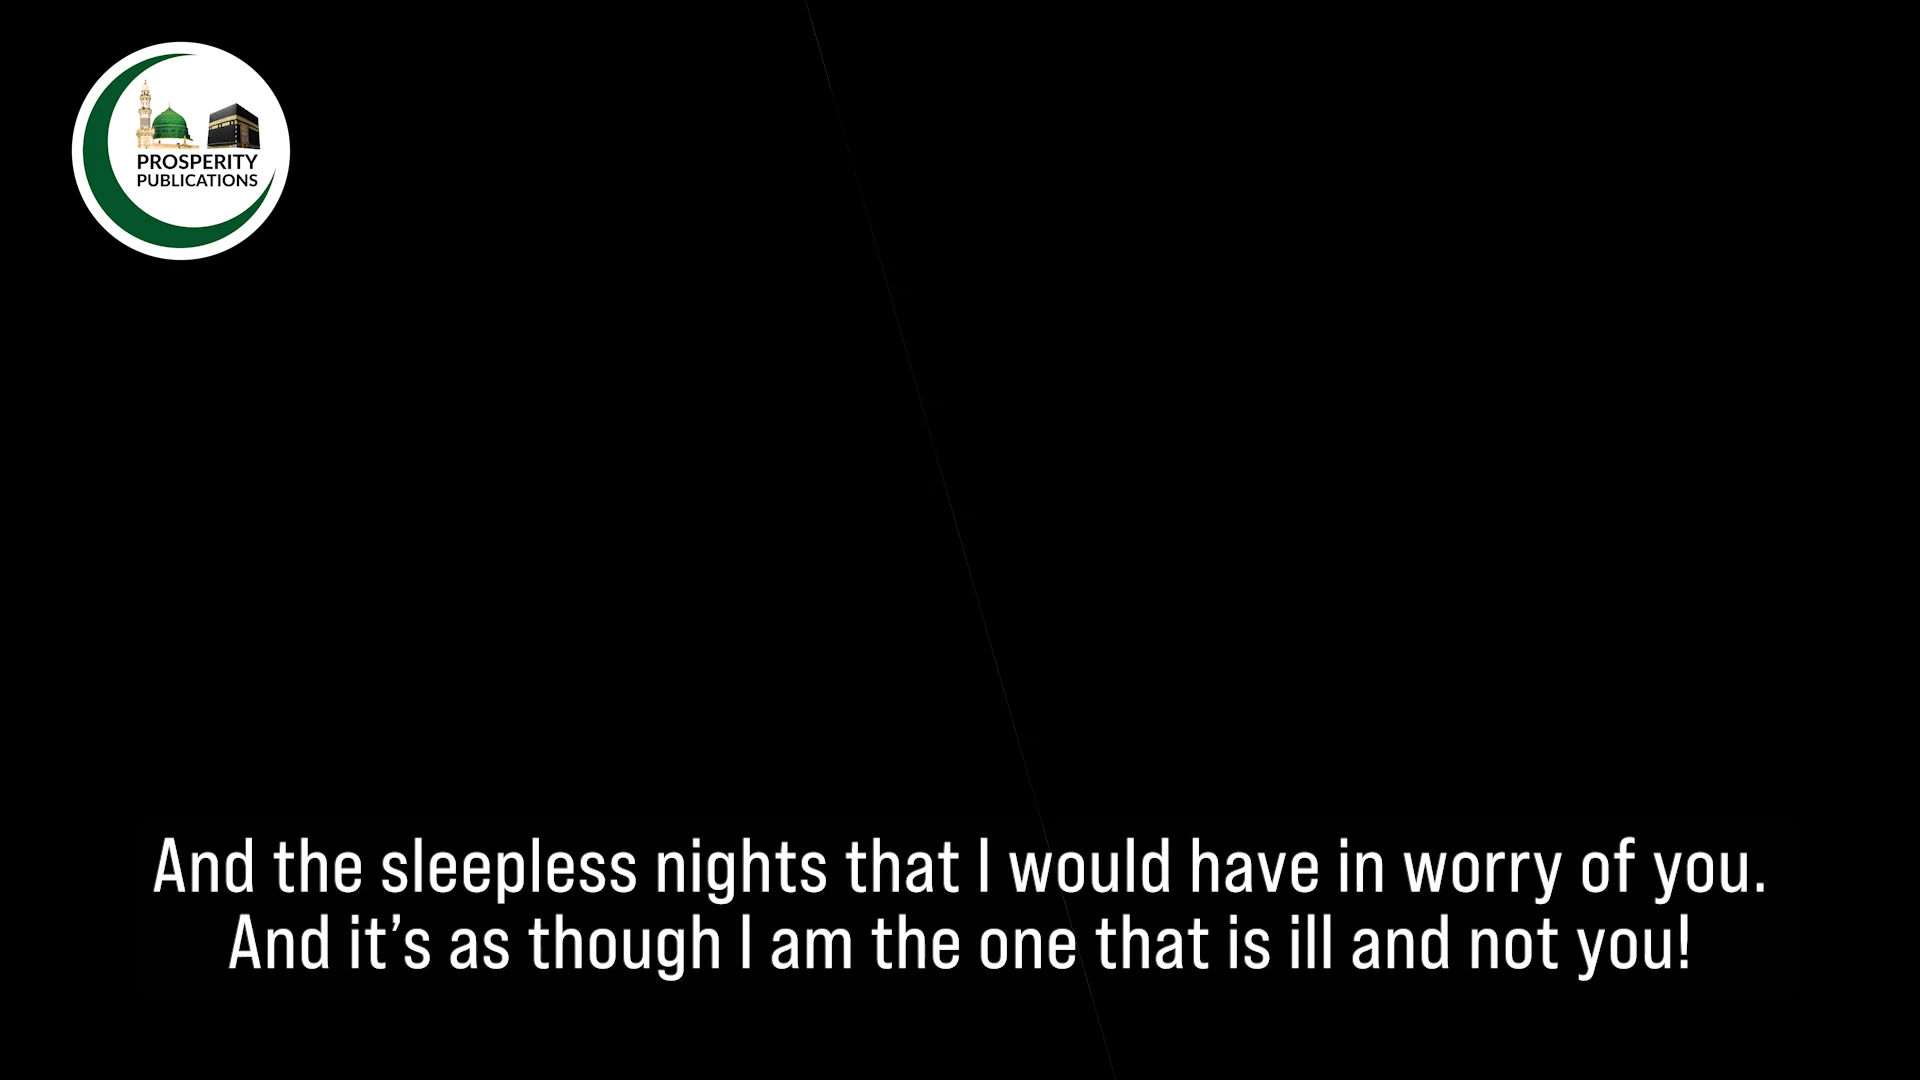 PROSPERITY
PUBLICATIONS
And the sleepless nights that I would have in worry of you.
And it’s as though I am the one that is ill and not you!